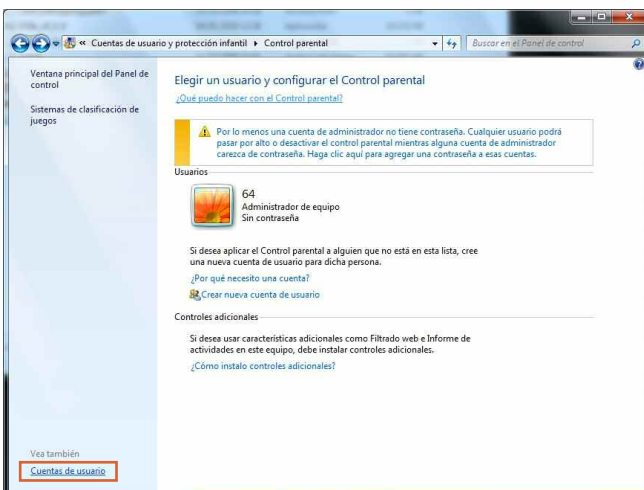 « Cuentas de usuario y protección infantil ▸ Control parental
Buscar en el Panel de control
Ventana principal del Panel de
control
Sistemas de clasificación de
juegos
Elegir un usuario y configurar el Control parental
¿Qué puedo hacer con el Control parental?
Por lo menos una cuenta de administrador no tiene contraseña. Cualquier usuario podrá
pasar por alto o desactivar el control parental mientras alguna cuenta de administrador
carezca de contraseña. Haga clic aquí para agregar una contraseña a esas cuentas.
Usuarios
64
Administrador de equipo
Sin contraseña
Si desea aplicar el Control parental a alguien que no está en esta lista, cree
una nueva cuenta de usuario para dicha persona.
¿Por qué necesito una cuenta?
Crear nueva cuenta de usuario
Controles adicionales
Si desea usar características adicionales como Filtrado web e Informe de
actividades en este equipo, debe instalar controles adicionales.
¿Cómo instalo controles adicionales?
Vea también
Cuentas de usuario